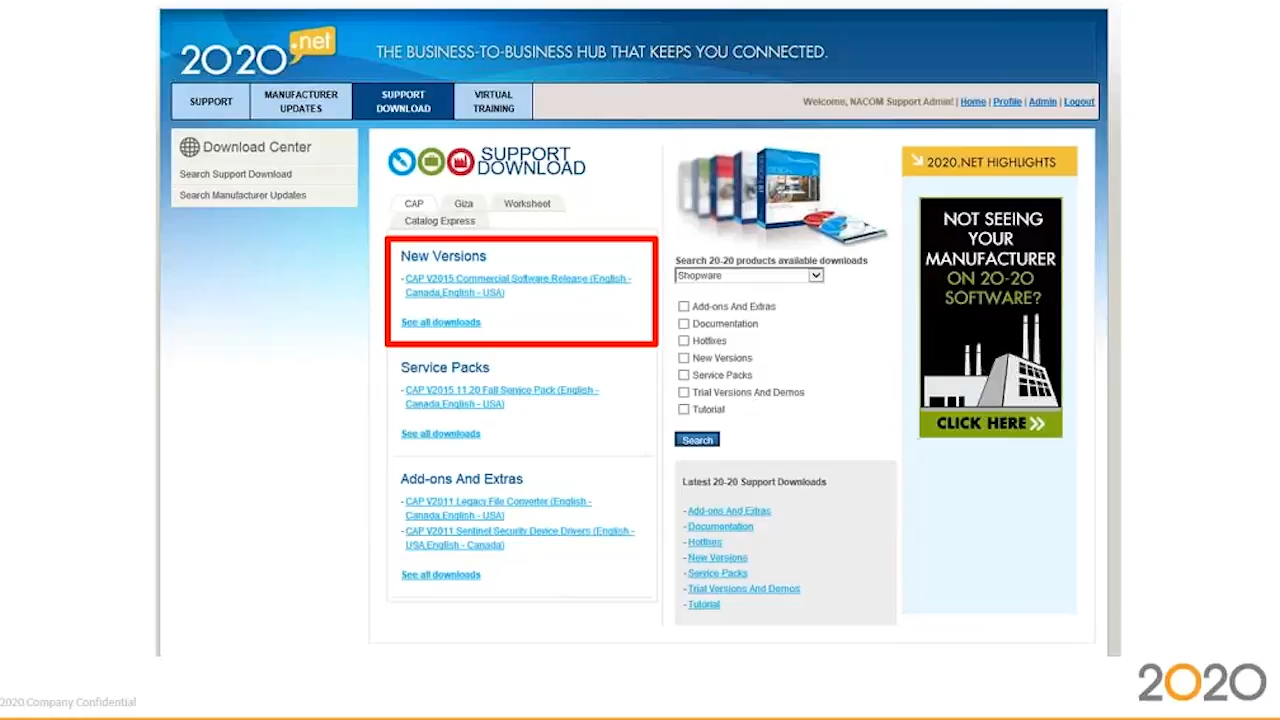 2020.net
THE BUSINESS-TO-BUSINESS HUB THAT KEEPS YOU CONNECTED.
SUPPORT
MANUFACTURER
UPDATES
SUPPORT
DOWNLOAD
VIRTUAL
TRAINING
Welcome, NACOM Support Admin! | Home | Profile | Admin | Logout
Download Center
Search Support Download
Search Manufacturer Updates
SUPPORT
DOWNLOAD
CAP
Giza
Worksheet
Catalog Express
New Versions
- CAP V2015 Commercial Software Release (English -
Canada,English - USA)
See all downloads
Service Packs
- CAP V2015 11.20 Fall Service Pack (English -
Canada,English - USA)
See all downloads
Add-ons And Extras
- CAP V2011 Legacy File Converter (English -
Canada,English - USA)
- CAP V2011 Sentinel Security Device Drivers (English -
USA,English - Canada)
See all downloads
Search 20-20 products available downloads
Shopware
Add-ons And Extras
Documentation
Hotfixes
New Versions
Service Packs
Trial Versions And Demos
Tutorial
Search
Latest 20-20 Support Downloads
- Add-ons And Extras
- Documentation
- Hotfixes
- New Versions
- Service Packs
- Trial Versions And Demos
- Tutorial
2020.NET HIGHLIGHTS
NOT SEEING
YOUR
MANUFACTURER
ON 20-20
SOFTWARE?
CLICK HERE
2020 Company Confidential
2020